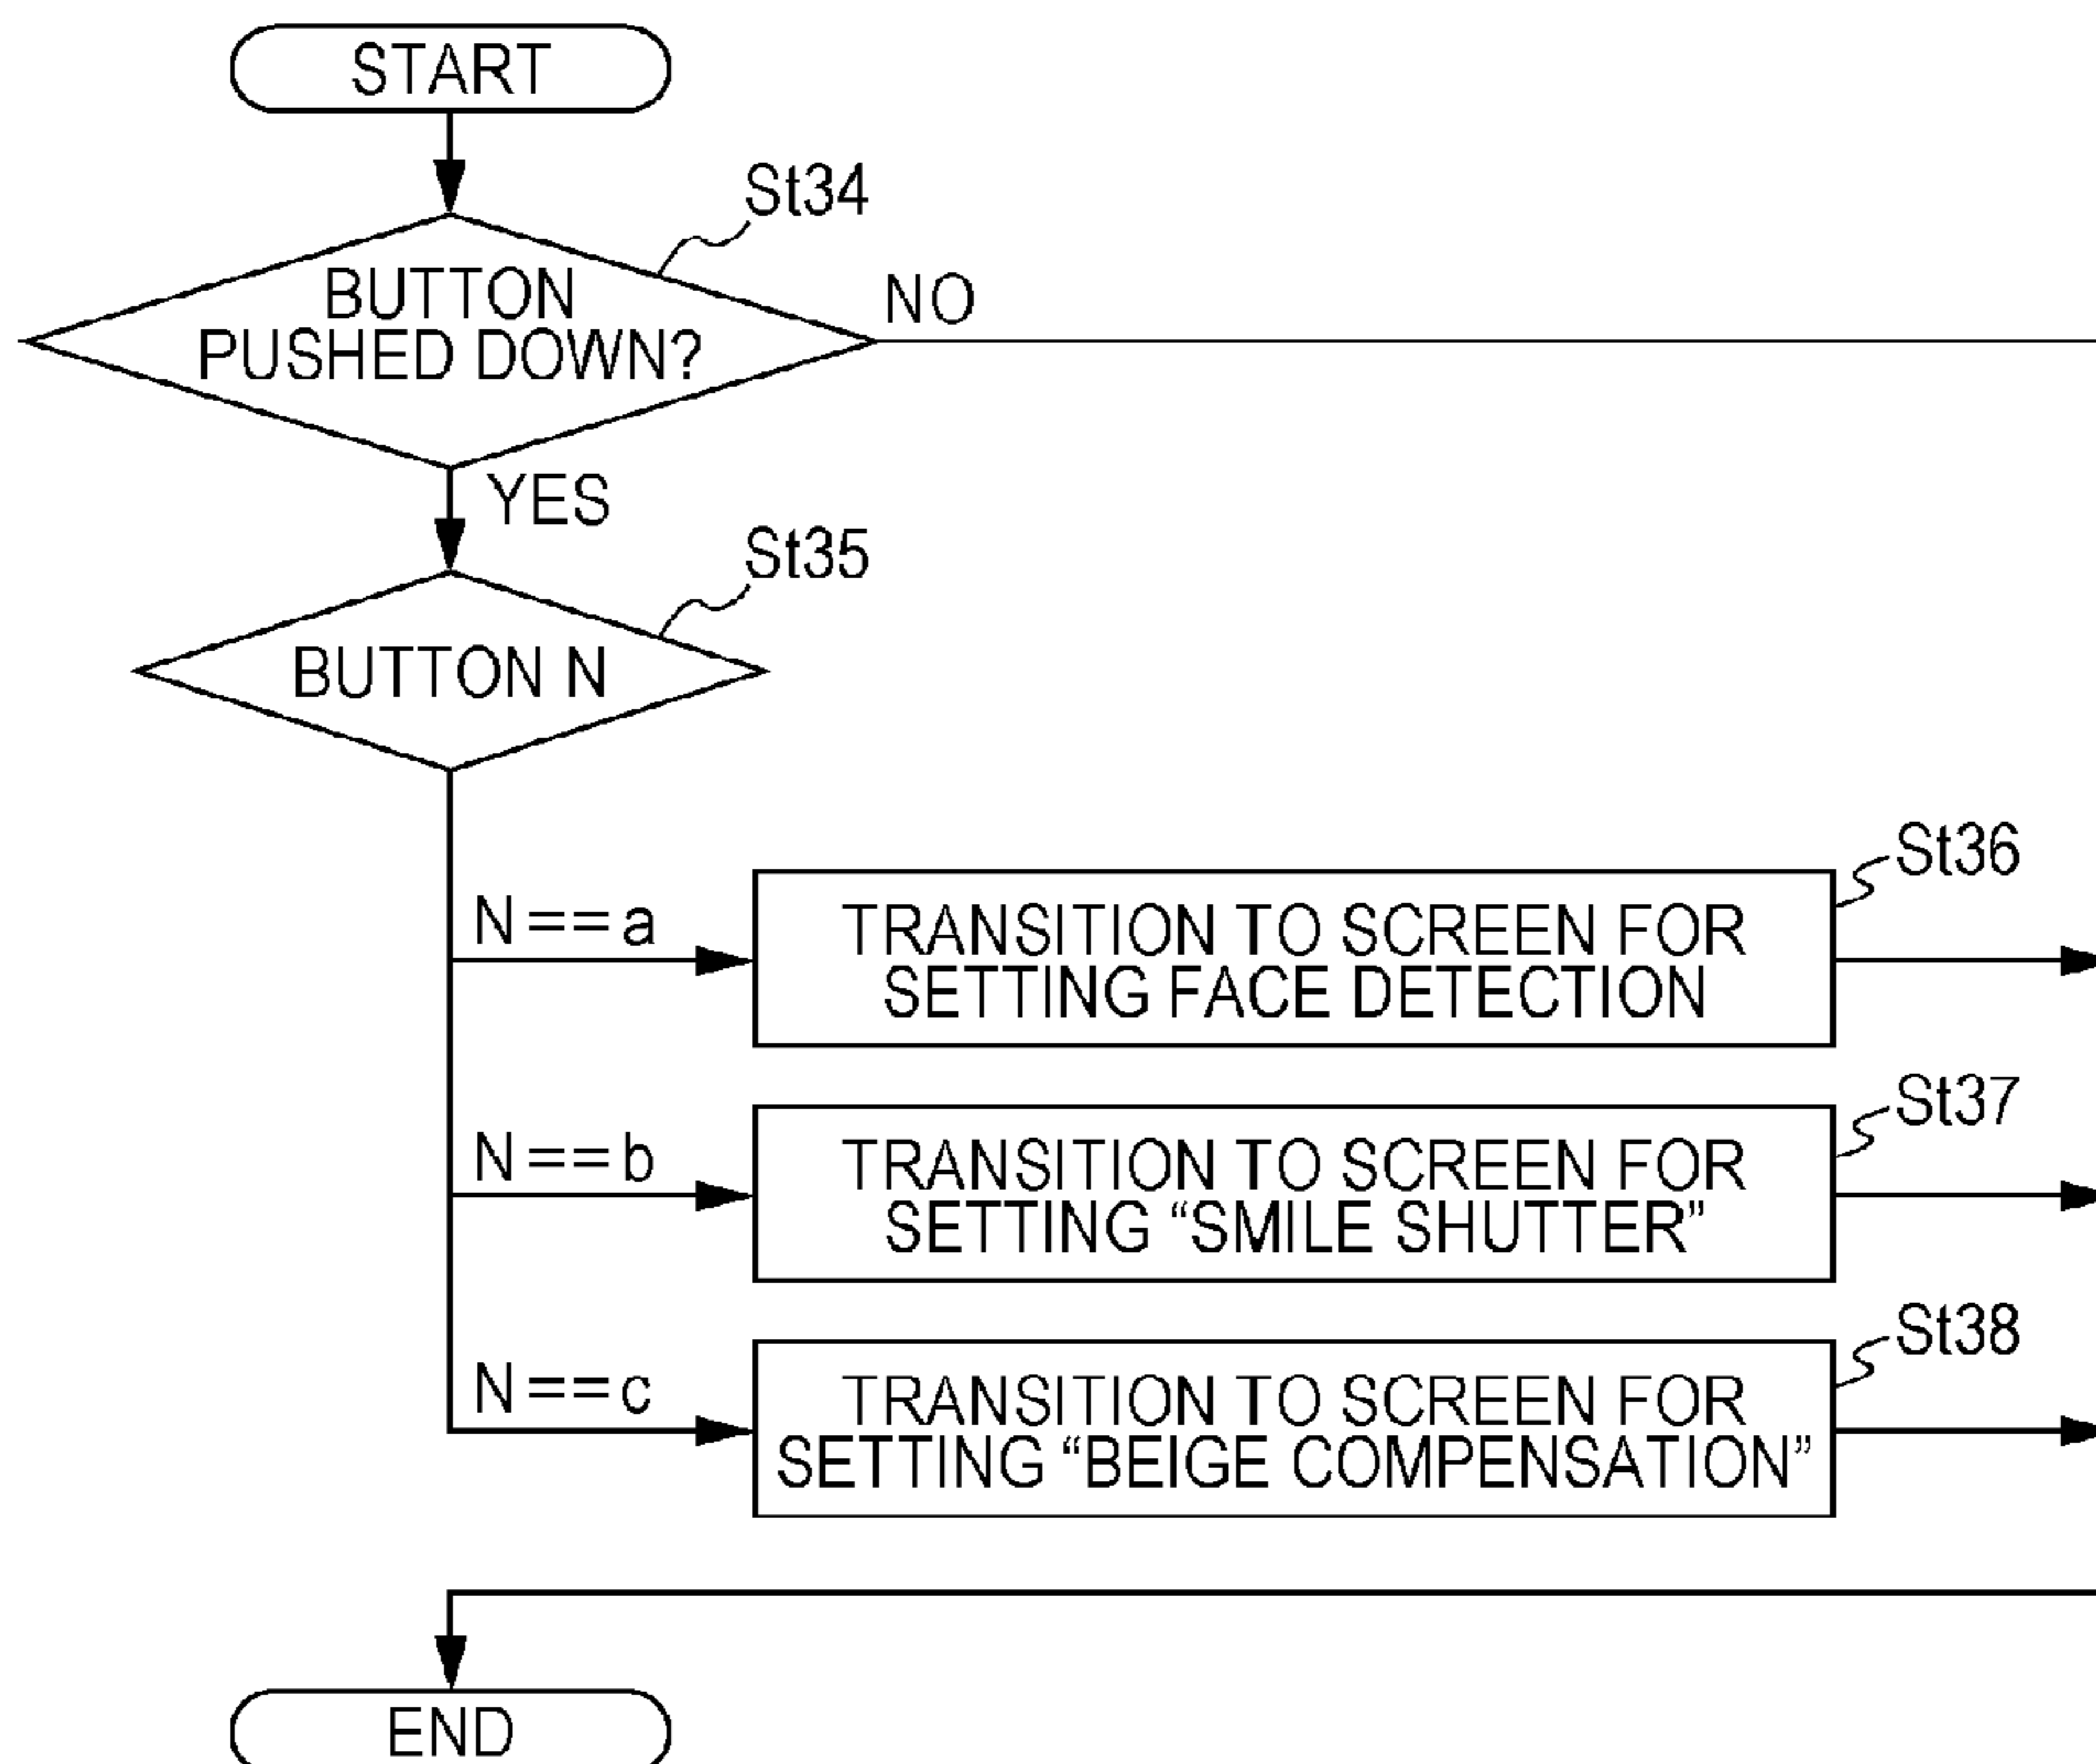 START
St34
BUTTON
PUSHED DOWN?
NO
YES
St35
BUTTON N
St36
N==a
TRANSITION TO SCREEN FOR
SETTING FACE DETECTION
St37
N==b
TRANSITION TO SCREEN FOR
SETTING “SMILE SHUTTER”
St38
N==c
TRANSITION TO SCREEN FOR
SETTING “BEIGE COMPENSATION”
END